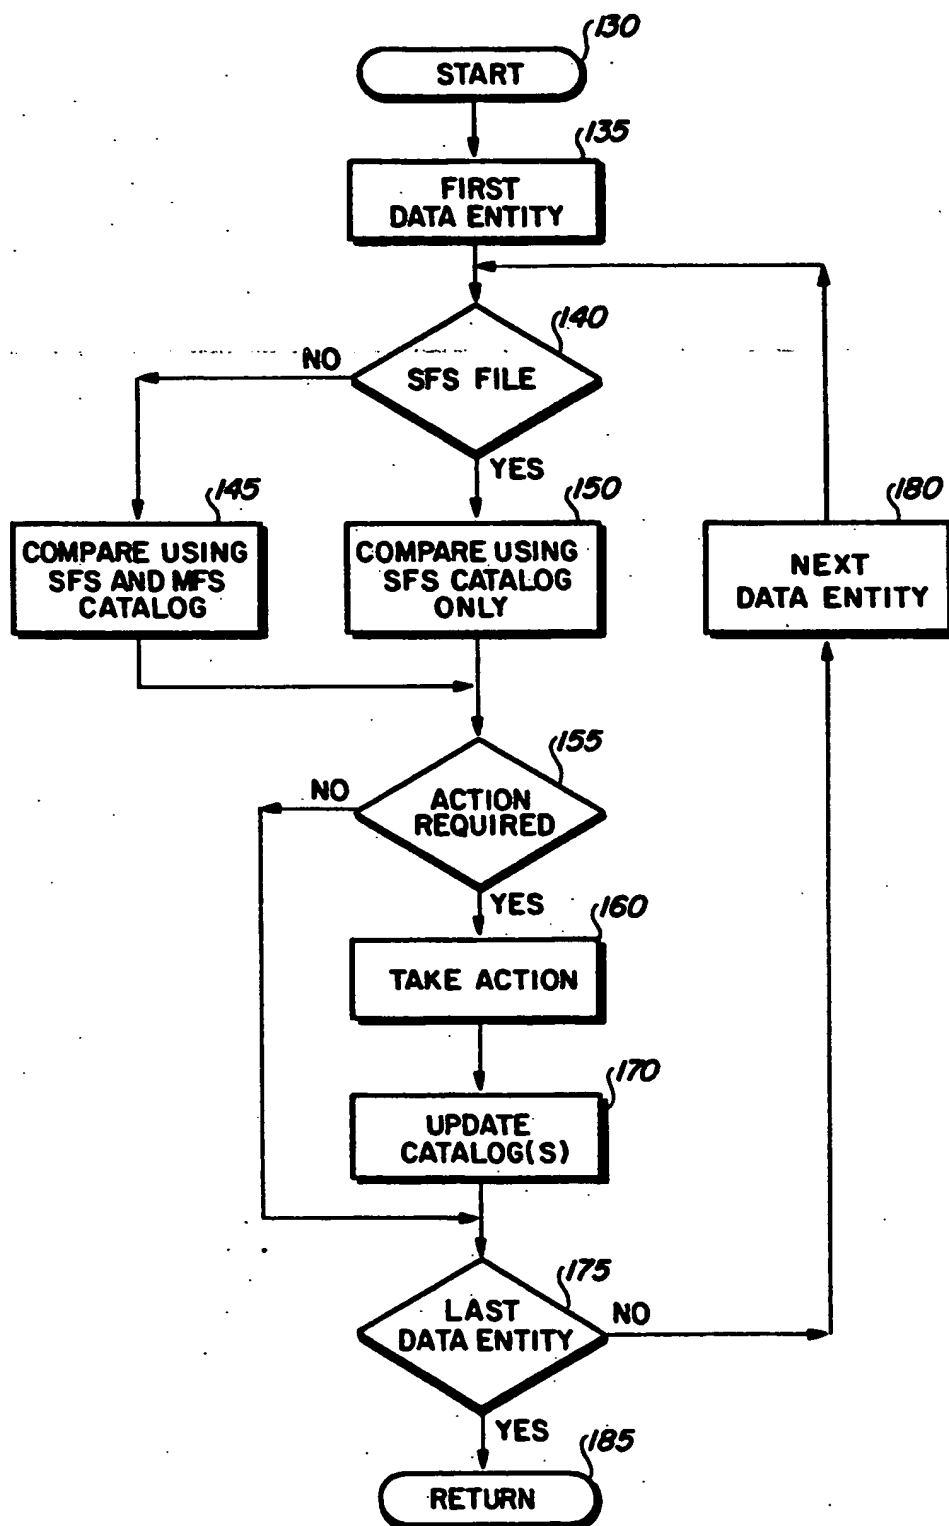 130
START
135
FIRST
DATA ENTITY
140
NO
SFS FILE
YES
145
COMPARE USING
SFS AND MFS
CATALOG
150
COMPARE USING
SFS CATALOG
ONLY
180
NEXT
DATA ENTITY
155
NO
ACTION
REQUIRED
YES
160
TAKE ACTION
170
UPDATE
CATALOG(S)
175
LAST
DATA ENTITY
NO
YES
185
RETURN